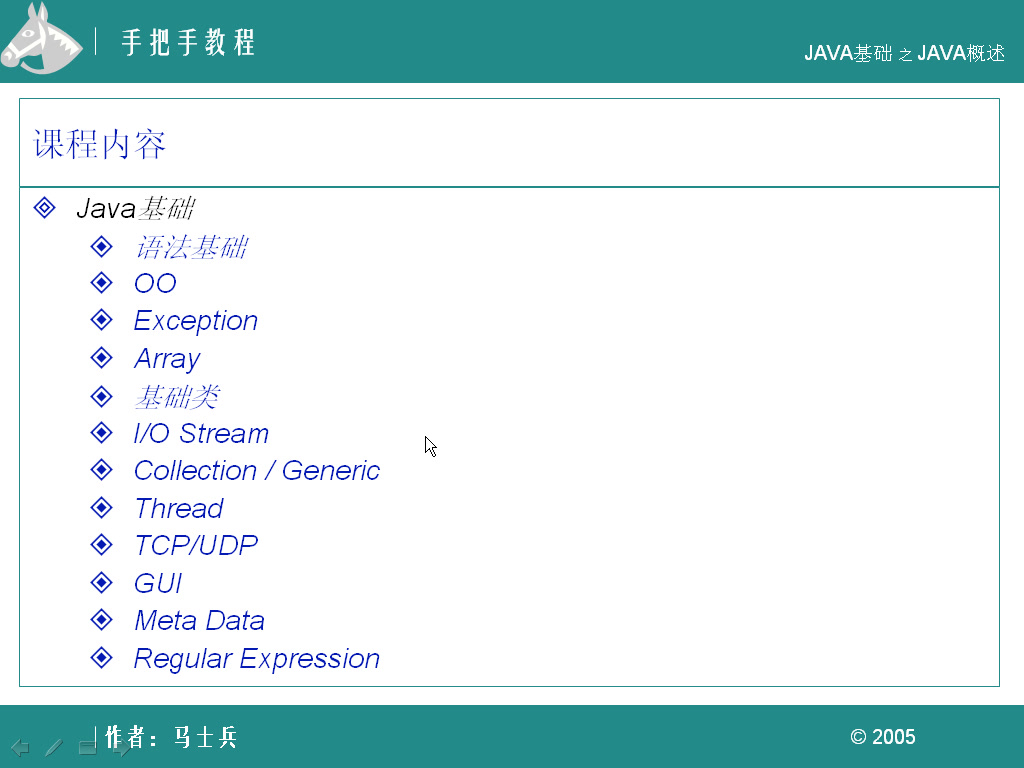 手把手教程
JAVA基础 之 JAVA概述
课程内容
Java基础
语法基础
OO
Exception
Array
基础类
I/O Stream
Collection / Generic
Thread
TCP/UDP
GUI
Meta Data
Regular Expression
作者：马士兵
© 2005